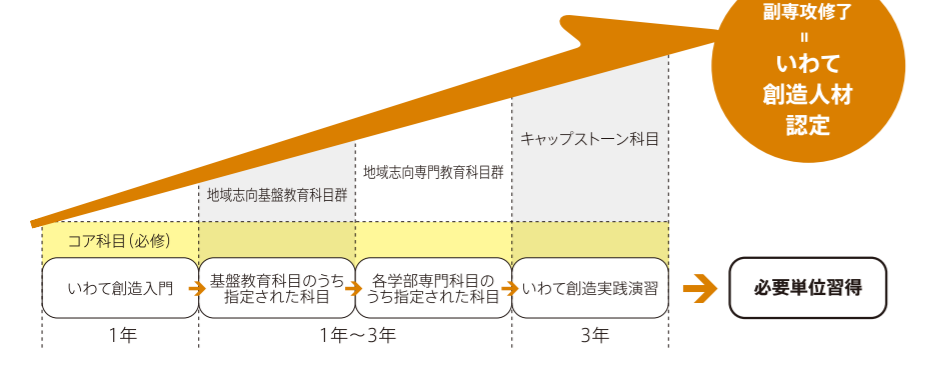 副専攻修了
=
いわて
創造人材
認定
キャップストーン科目
地域志向専門教育科目群
地域志向基盤教育科目群
コア科目(必修)
いわて創造入門
基盤教育科目のうち
指定された科目
各学部専門科目の
うち指定された科目
いわて創造実践演習
必要単位習得
1年
1年～3年
3年